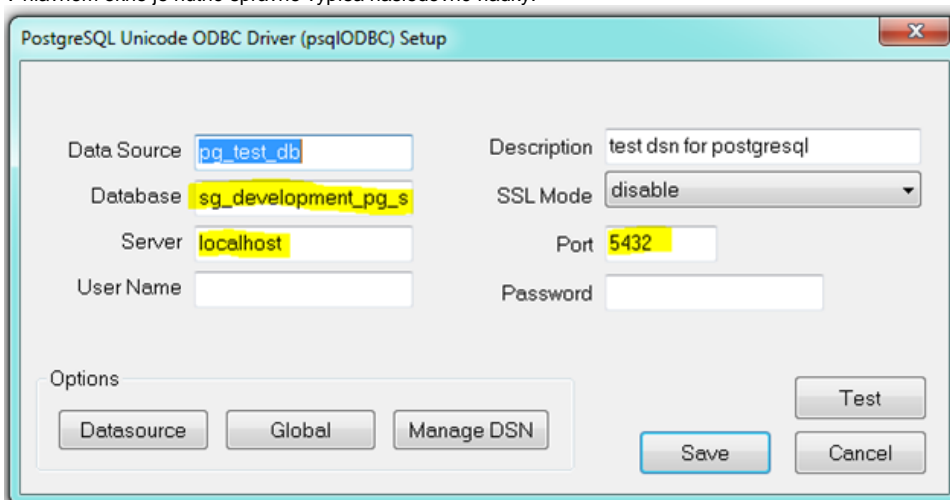 PostgreSQL Unicode ODBC Driver (psqlODBC) Setup
Data Source pg_test_db Description test dsn for postgresql
Database sg_development_pg_s SSL Mode disable
Server localhost Port 5432
User Name Password
Options
Datasource Global Manage DSN Test
Save Cancel